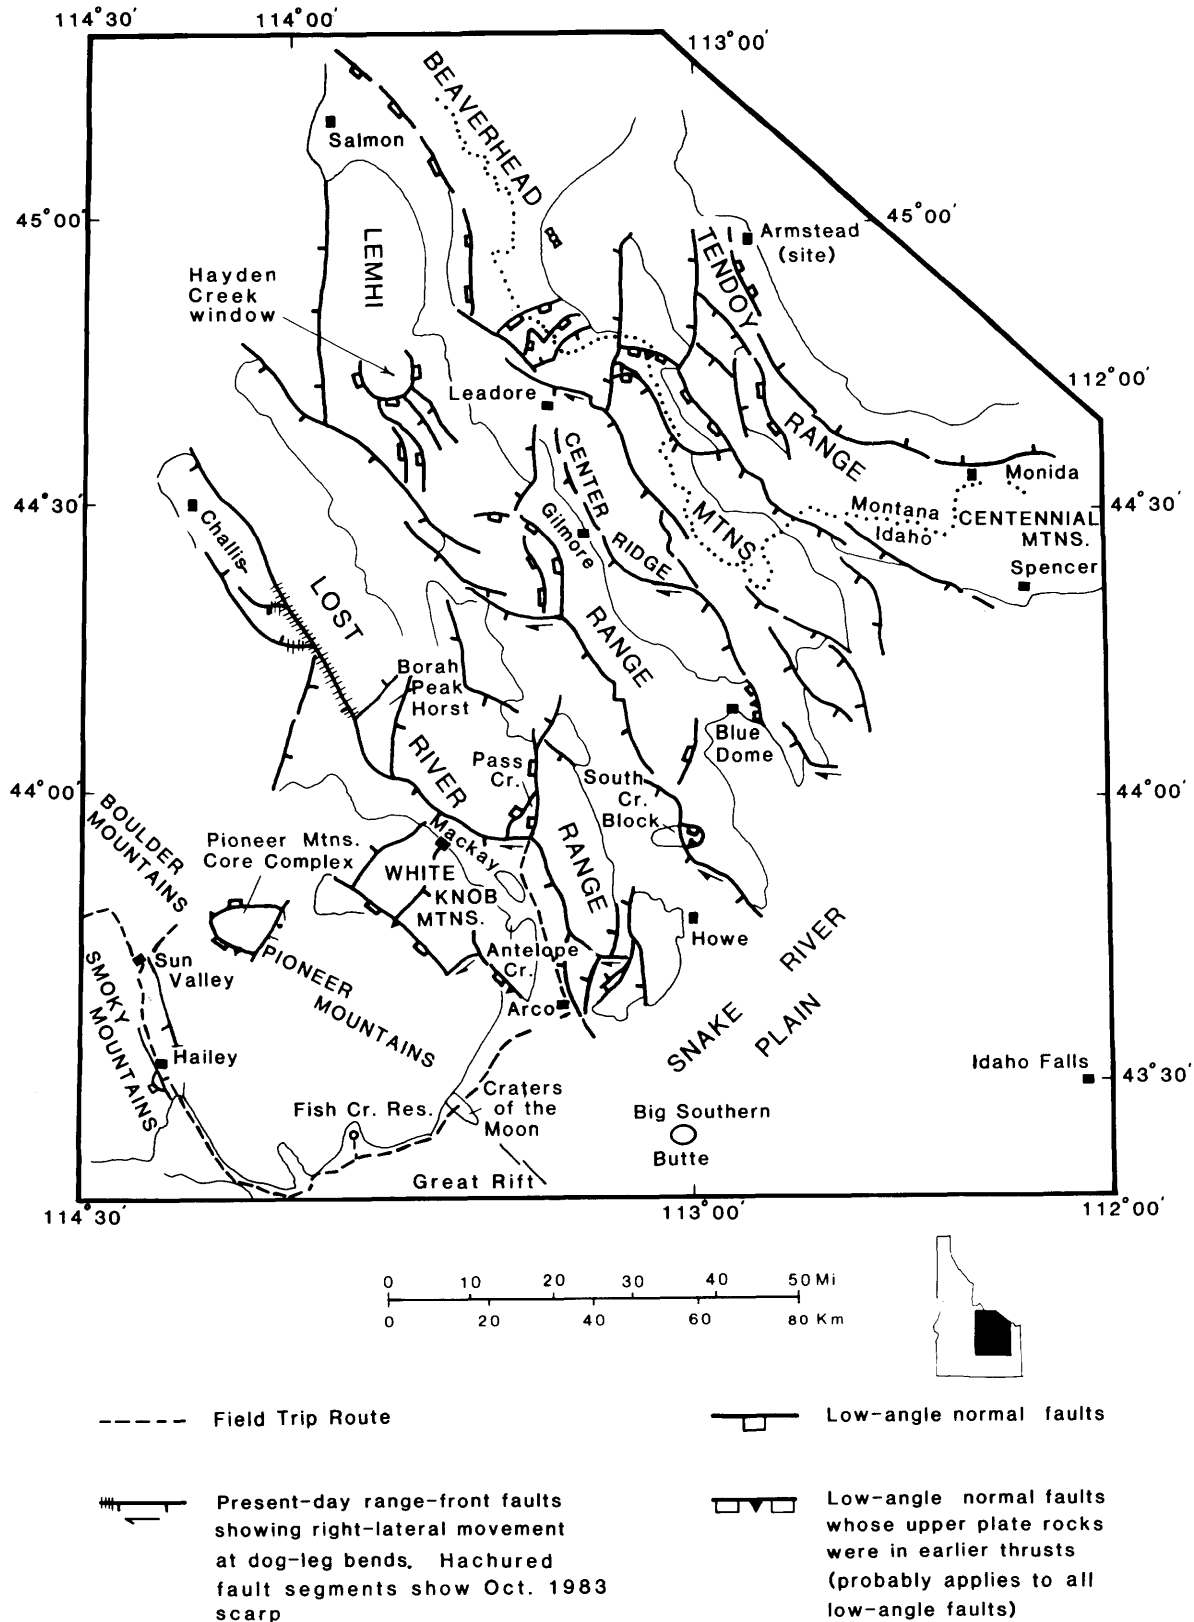 114°30'
114°00'
113°00'
BEAVERHEAD
Salmon
45°00'
45°00'
LEMHI
TENDOY
Armstead
(site)
Hayden
Creek
window
112°00'
Leadore
RANGE
CENTER
RIDGE
Monida
44°30'
Challis
Gilmore
MTNS.
Montana
Idaho
44°30'
CENTENNIAL
MTNS.
Spencer
LOST
RANGE
Borah
Peak
Horst
Blue
Dome
RIVER
Pass
Cr.
South
Cr.
Block
44°00'
44°00'
BOULDER
MOUNTAINS
Pioneer Mtns.
Core Complex
Mackay
RANGE
WHITE
KNOB
MTNS.
Howe
RIVER
Antelope
Cr.
Sun
Valley
PIONEER
MOUNTAINS
SMOKY
MOUNTAINS
Arco
SNAKE
PLAIN
Hailey
Idaho Falls
43°30'
Fish Cr. Res.
Craters
of the
Moon
Big Southern
Butte
Great Rift
114°30'
113°00'
112°00'
0 10 20 30 40 50 Mi
0 20 40 60 80 Km
Field Trip Route
Low-angle normal faults
Present-day range-front faults
showing right-lateral movement
at dog-leg bends. Hachured
fault segments show Oct. 1983
scarp
Low-angle normal faults
whose upper plate rocks
were in earlier thrusts
(probably applies to all
low-angle faults)